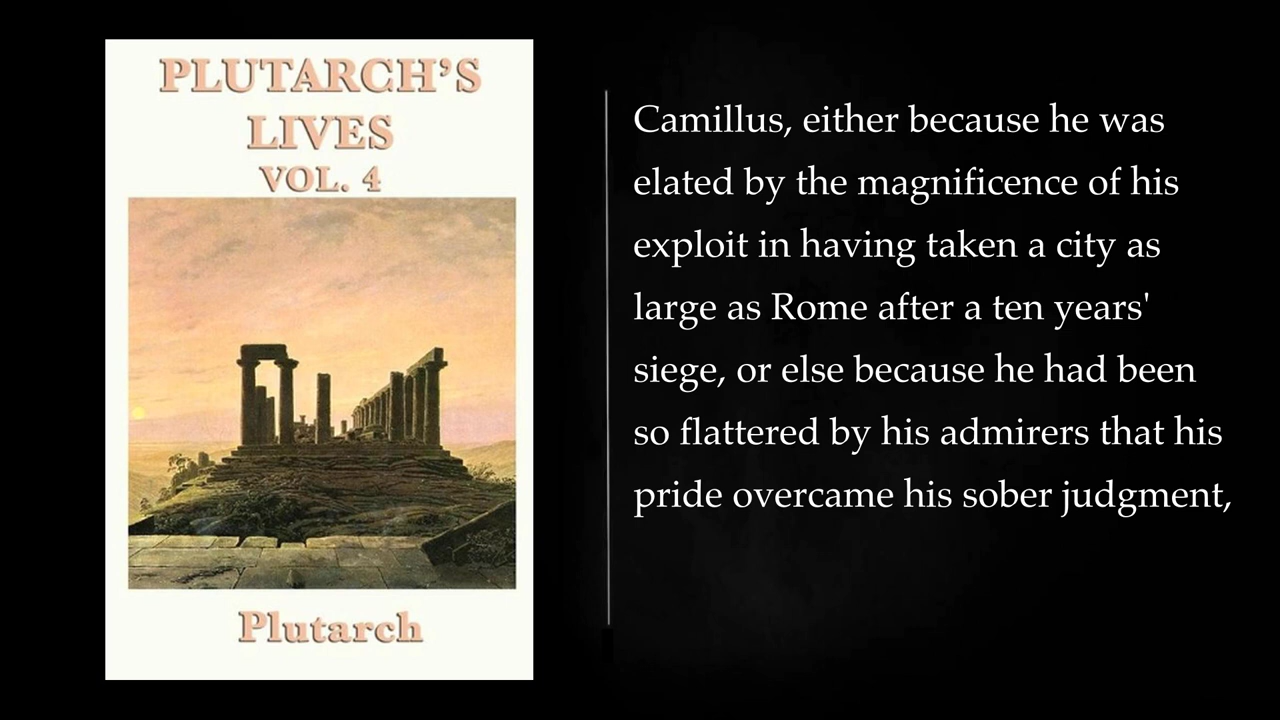 PLUTARCH'S
LIVES
VOL. 4
Plutarch
Camillus, either because he was
elated by the magnificence of his
exploit in having taken a city as
large as Rome after a ten years'
siege, or else because he had been
so flattered by his admirers that his
pride overcame his sober judgment,